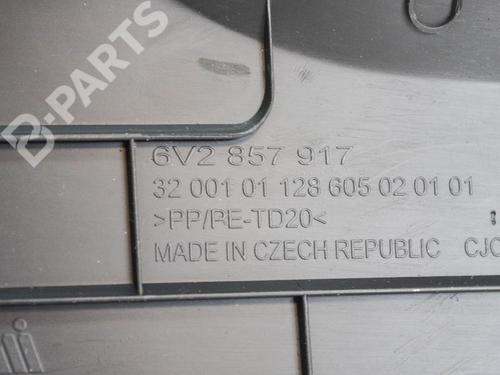 B-PARTS
6V2 857 917
32 001 01 128 605 02 01 01
>PP/PE-TD20<
MADE IN CZECH REPUBLIC CJC